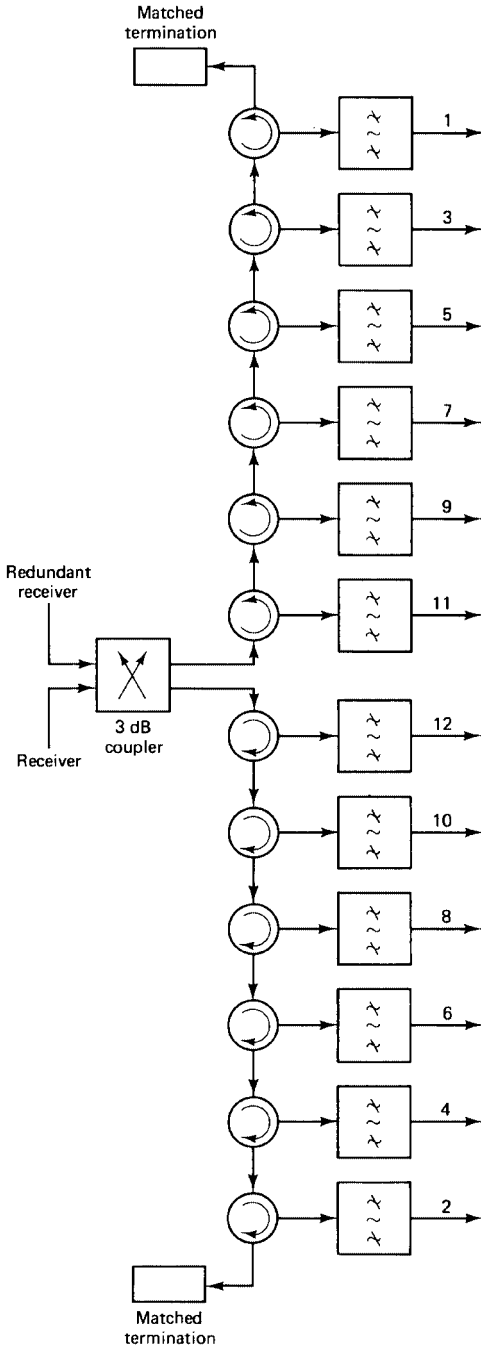 Matched
termination
1
3
5
7
9
11
Redundant
receiver
3 dB
coupler
Receiver
12
10
8
6
4
2
Matched
termination